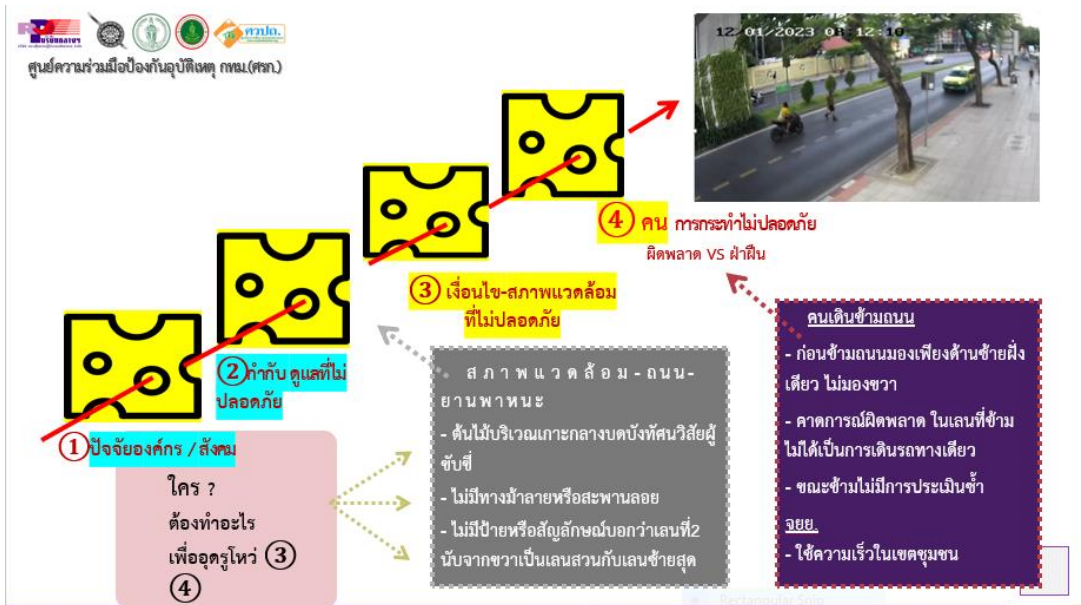 ศวปถ.
ศูนย์ความร่วมมือป้องกันอุบัติเหตุ กทม.(ศรก.)
12/01/2023 08:12:10
④ คน การกระทำไม่ปลอดภัย
ผิดพลาด VS ฝ่าฝืน
③ เงื่อนไข-สภาพแวดล้อม
ที่ไม่ปลอดภัย
②กำกับ ดูแลที่ไม่
ปลอดภัย
①ปัจจัยองค์กร / สังคม
ใคร ?
ต้องทำอะไร
เพื่ออุดรูโหว่ ③
④
สภาพแวดล้อม-ถนน-
ยานพาหนะ
- ต้นไม้บริเวณเกาะกลางบดบังทัศนวิสัยผู้
ขับขี่
- ไม่มีทางม้าลายหรือสะพานลอย
- ไม่มีป้ายหรือสัญลักษณ์บอกว่าเลนที่2
นับจากขวาเป็นเลนสวนกับเลนซ้ายสุด
คนเดินข้ามถนน
- ก่อนข้ามถนนมองเพียงด้านซ้ายฝั่ง
เดียว ไม่มองขวา
- คาดการณ์ผิดพลาด ในเลนที่ข้าม
ไม่ได้เป็นการเดินรถทางเดียว
- ขณะข้ามไม่มีการประเมินซ้ำ
จยย.
- ใช้ความเร็วในเขตชุมชน
Rectangular Snip